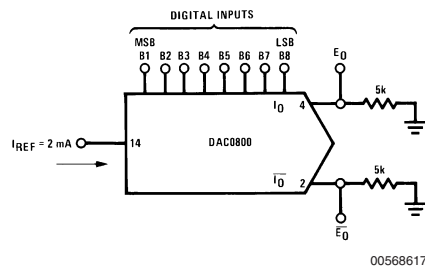 DIGITAL INPUTS
MSB LSB
B1 B2 B3 B4 B5 B6 B7 B8
E0
I0 4
5k
IREF = 2 mA 14 DAC0800
5k
I0 2
E0
00568617